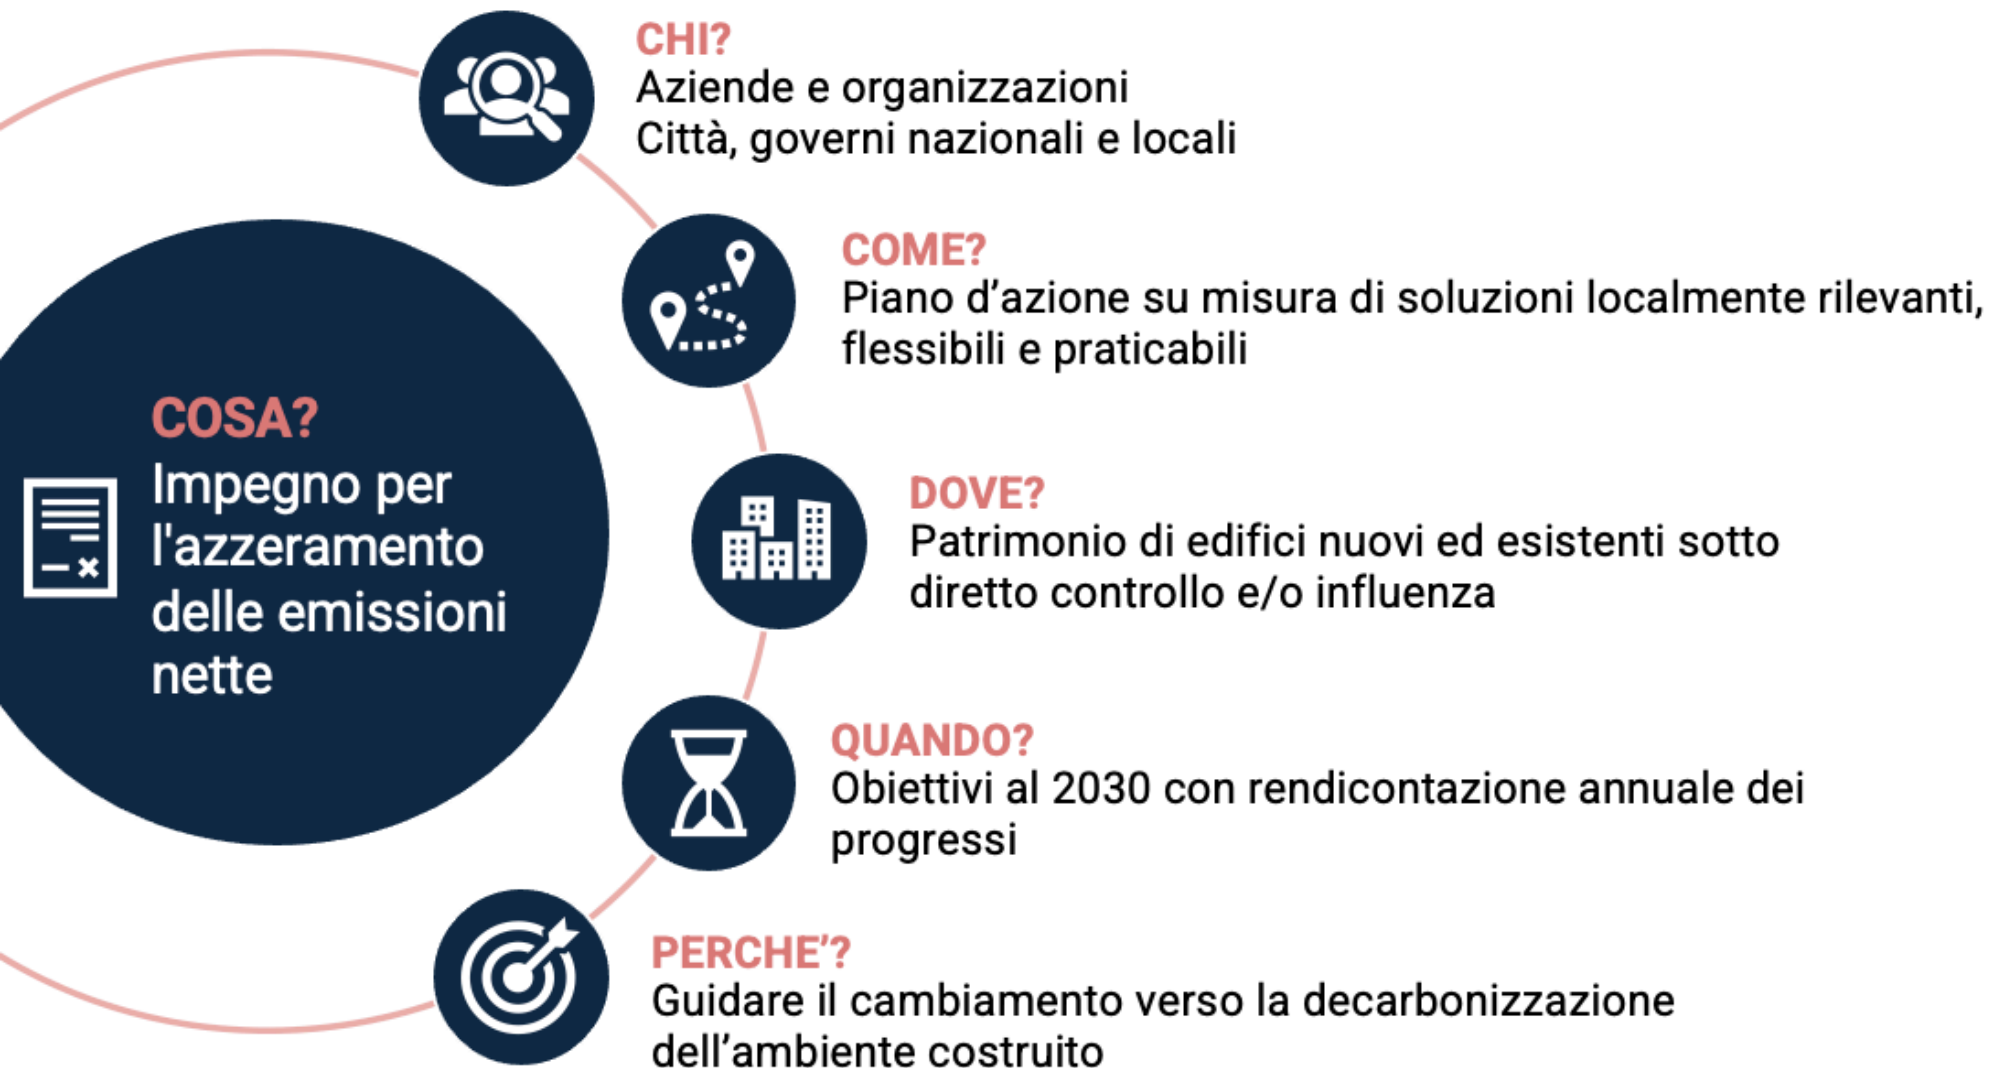 CHI?
Aziende e organizzazioni
Città, governi nazionali e locali
COME?
Piano d’azione su misura di soluzioni localmente rilevanti,
flessibili e praticabili
COSA?
Impegno per
l'azzeramento
delle emissioni
nette
DOVE?
Patrimonio di edifici nuovi ed esistenti sotto
diretto controllo e/o influenza
QUANDO?
Obiettivi al 2030 con rendicontazione annuale dei
progressi
PERCHE’?
Guidare il cambiamento verso la decarbonizzazione
dell’ambiente costruito